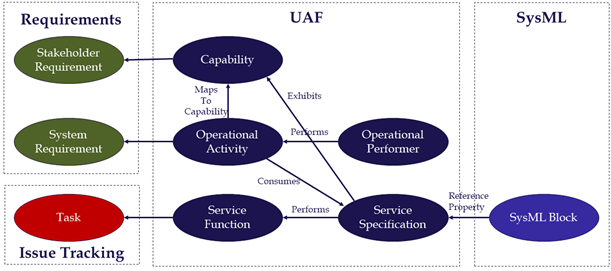 Requirements
UAF
SysML
Stakeholder
Requirement
Capability
Maps
To
Capability
Exhibits
System
Requirement
Operational
Activity
Performs
Operational
Performer
Consumes
Reference
Property
Task
Service
Function
Performs
Service
Specification
SysML Block
Issue Tracking